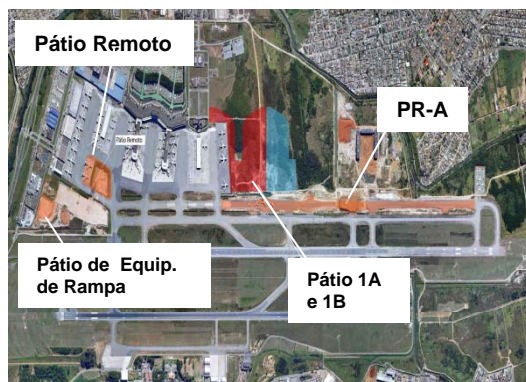 Pátio Remoto
PR-A
Pátio Remoto
Pátio de Equip.
de Rampa
Pátio 1A
e 1B